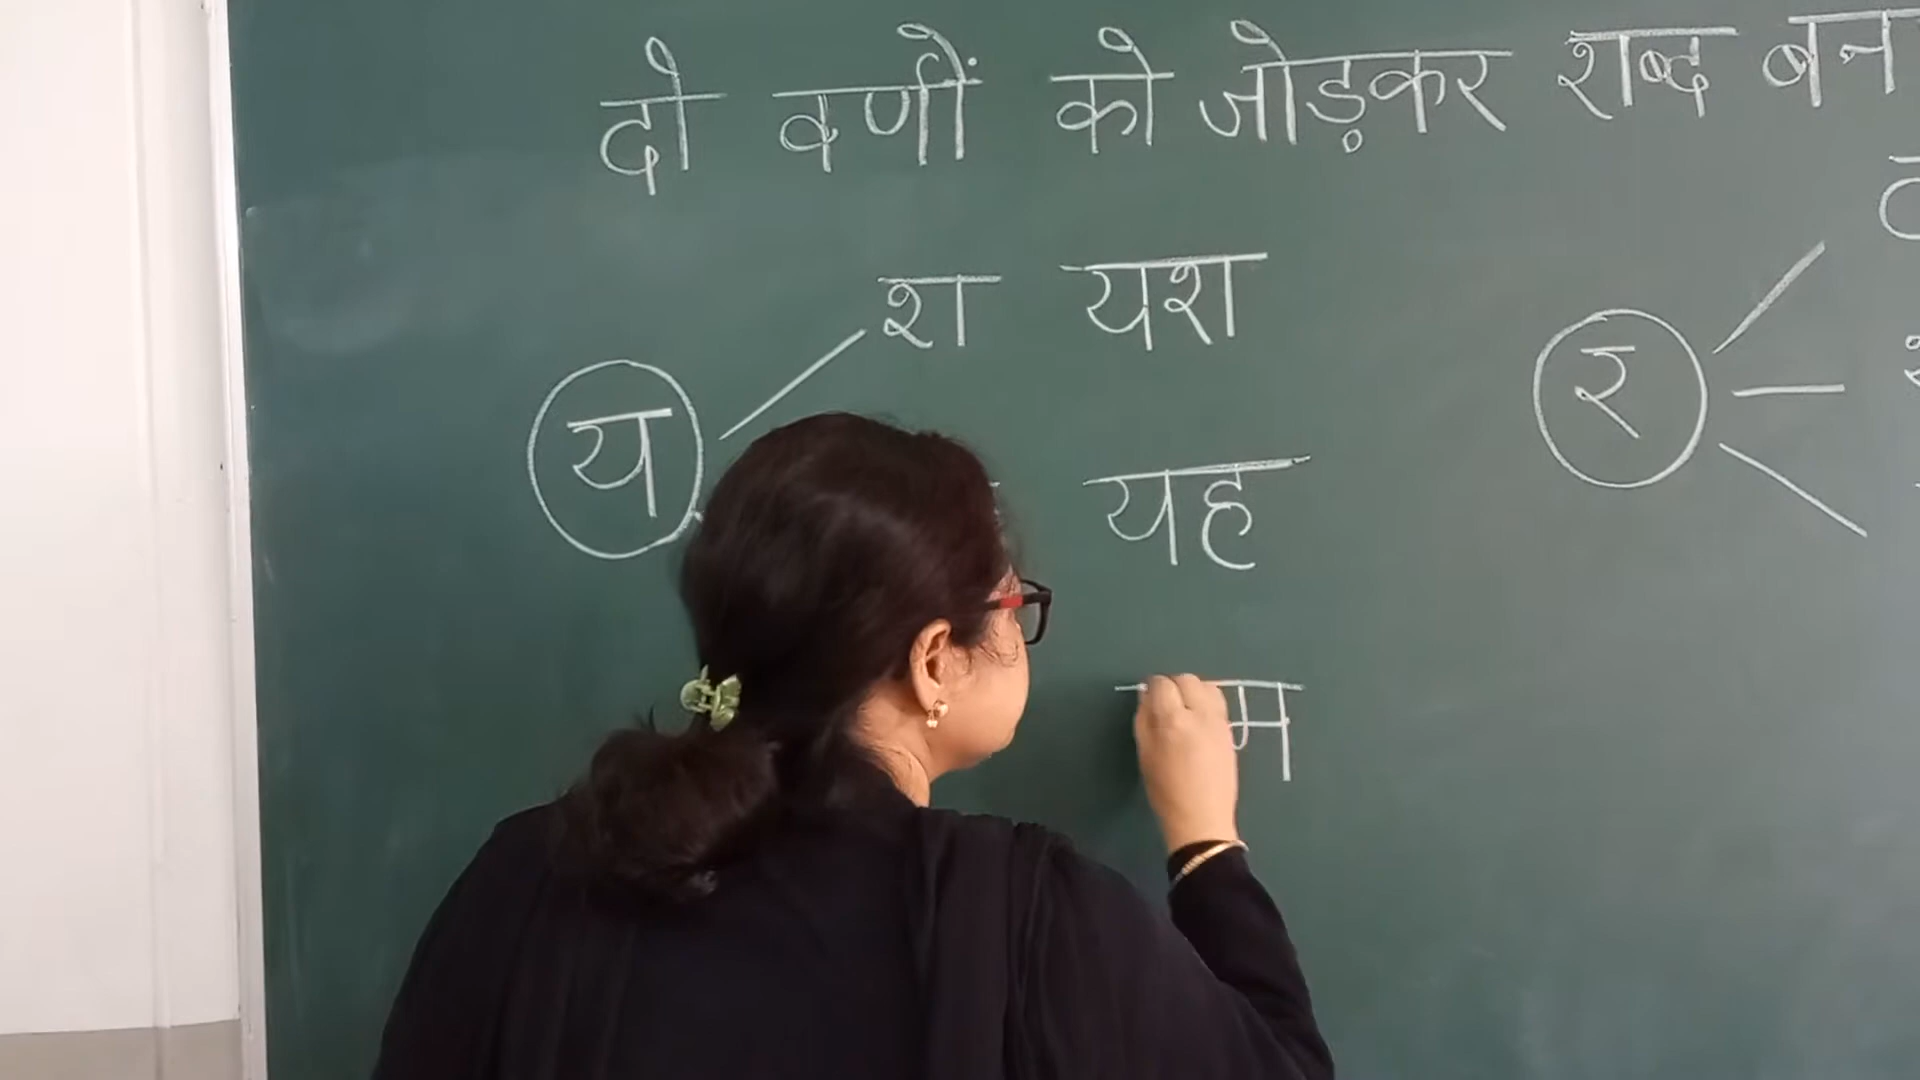 दो वर्णों को जोड़कर शब्द बन
श यश
य यह
म
र